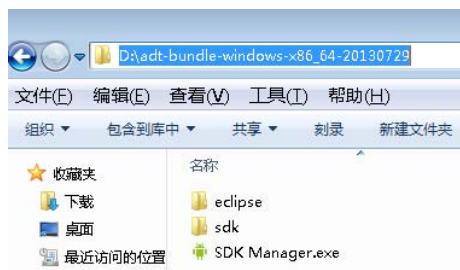 D:\adt-bundle-windows-x86_64-20130729
文件(F) 编辑(E) 查看(V) 工具(T) 帮助(H)
组织 包含到库中 共享 刻录 新建文件夹
收藏夹 名称
下载 eclipse
桌面 sdk
最近访问的位置 SDK Manager.exe